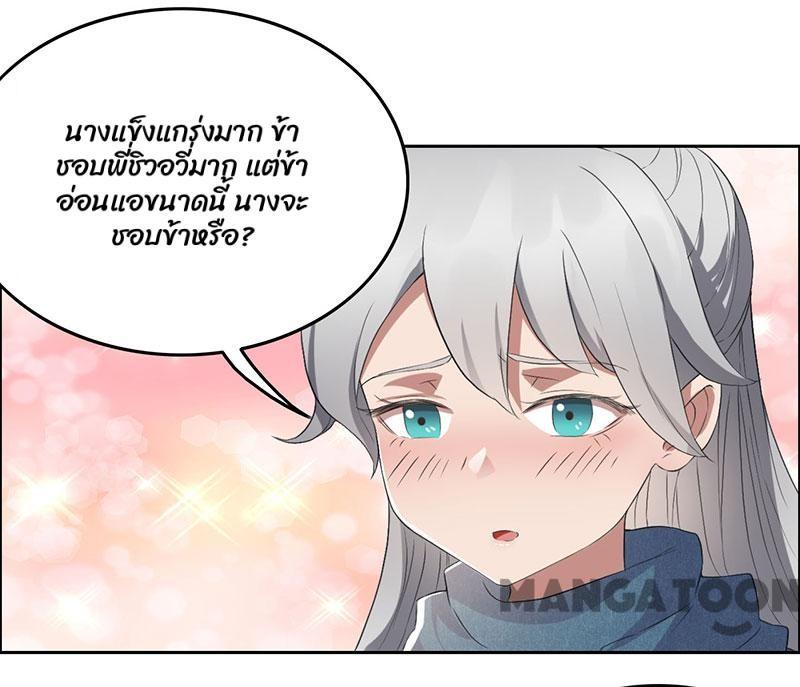 นางแข็งแกร่งมาก ข้า
ชอบพี่ชิวอวี่มาก แต่ข้า
อ่อนแอขนาดนี้ นางจะ
ชอบข้าหรือ?
MANGATOON